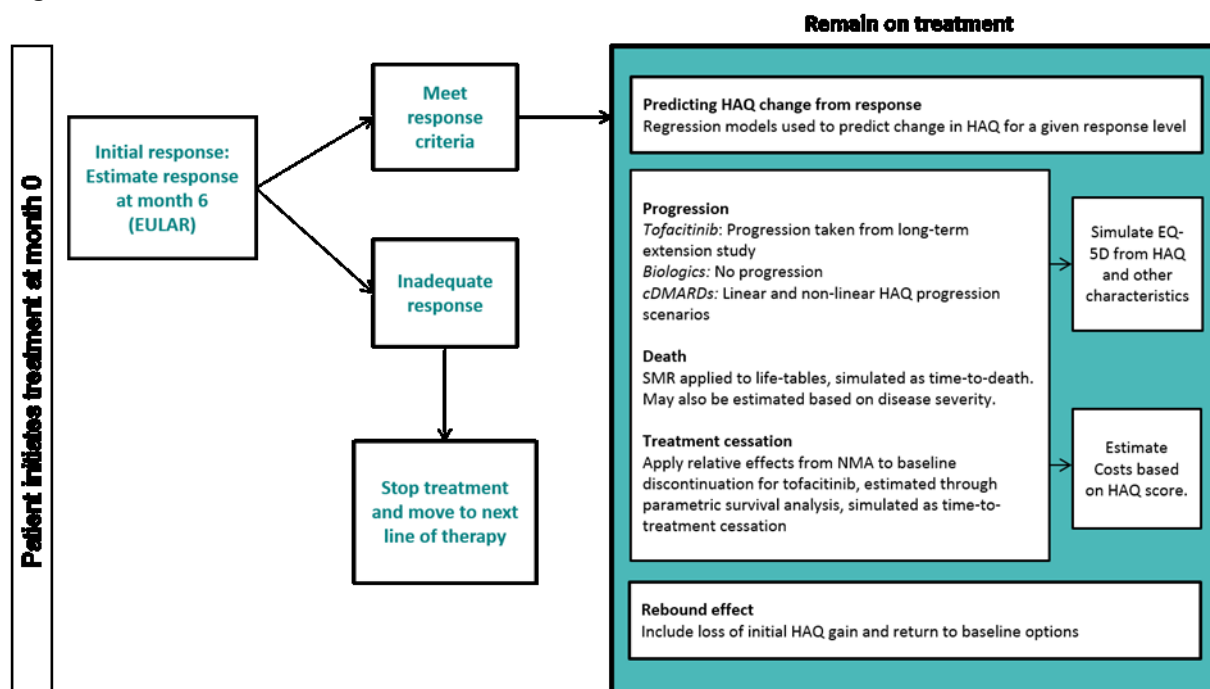 Patient initiates treatment at month 0
Initial response:
Estimate response
at month 6
(EULAR)
Meet
response
criteria
Inadequate
response
Stop treatment
and move to next
line of therapy
Remain on treatment
Predicting HAQ change from response
Regression models used to predict change in HAQ for a given response level
Progression
Tofacitinib: Progression taken from long-term
extension study
Biologics: No progression
cDMARDs: Linear and non-linear HAQ progression
scenarios
Death
SMR applied to life-tables, simulated as time-to-death.
May also be estimated based on disease severity.
Treatment cessation
Apply relative effects from NMA to baseline
discontinuation for tofacitinib, estimated through
parametric survival analysis, simulated as time-to-
treatment cessation
Simulate EQ-
5D from HAQ
and other
characteristics
Estimate
Costs based
on HAQ score.
Rebound effect
Include loss of initial HAQ gain and return to baseline options